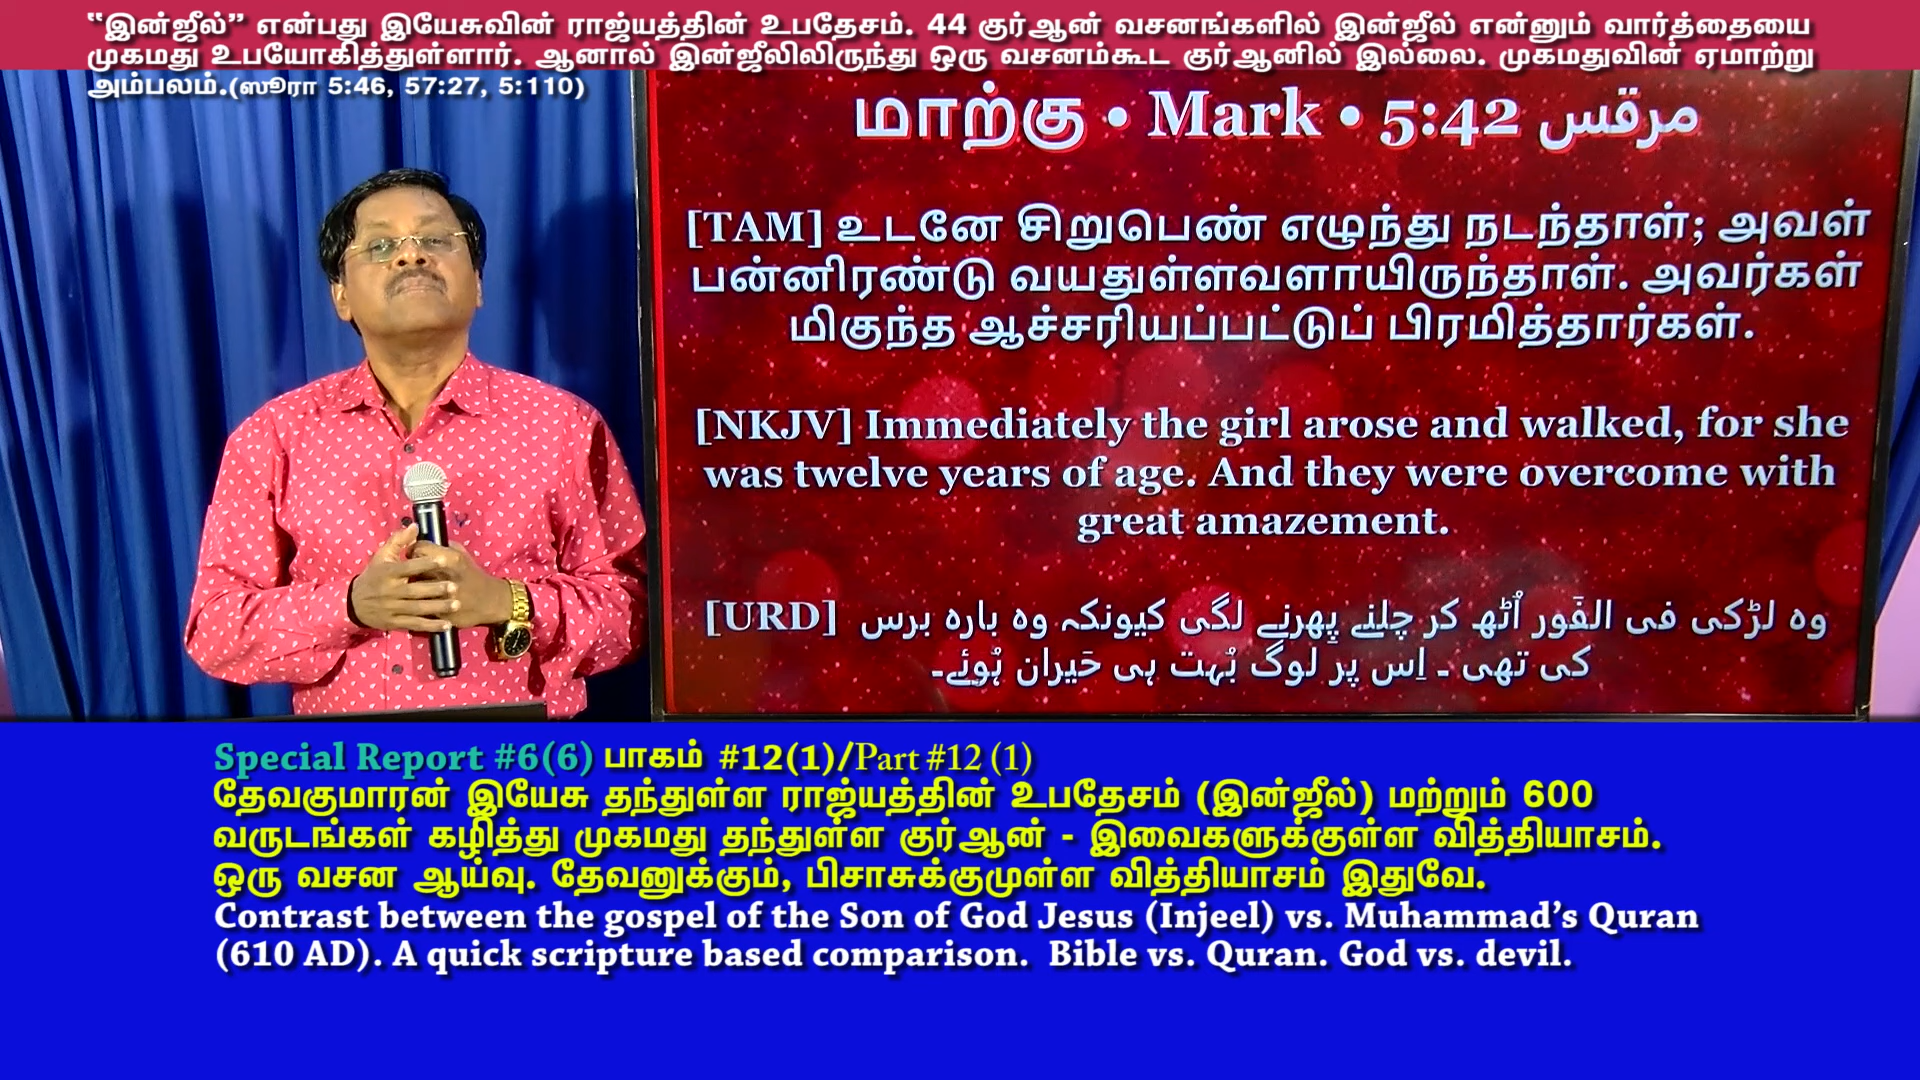 “இன்ஜீல்” என்பது இயேசுவின் ராஜ்யத்தின் உபதேசம். 44 குர்ஆன் வசனங்களில் இன்ஜீல் என்னும் வார்த்தையை
முகமது உபயோகித்துள்ளார். ஆனால் இன்ஜீலிலிருந்து ஒரு வசனம்கூட குர்ஆனில் இல்லை. முகமதுவின் ஏமாற்று
அம்பலம்.(ஸூரா 5:46, 57:27, 5:110)
மாற்கு • Mark • 5:42 مرقس
[TAM] உடனே சிறுபெண் எழுந்து நடந்தாள்; அவள்
பன்னிரண்டு வயதுள்ளவளாயிருந்தாள். அவர்கள்
மிகுந்த ஆச்சரியப்பட்டுப் பிரமித்தார்கள்.
[NKJV] Immediately the girl arose and walked, for she
was twelve years of age. And they were overcome with
great amazement.
[URD] وہ لڑکی فی الفَور اُٹھ کر چلنے پِھرنے لگی کیونکہ وہ بارہ برس
کی تھی ۔ اِس پر لوگ بُہت ہی حَیران ہُوئے۔
Special Report #6(6) பாகம் #12(1)/Part #12 (1)
தேவகுமாரன் இயேசு தந்துள்ள ராஜ்யத்தின் உபதேசம் (இன்ஜீல்) மற்றும் 600
வருடங்கள் கழித்து முகமது தந்துள்ள குர்ஆன் - இவைகளுக்குள்ள வித்தியாசம்.
ஒரு வசன ஆய்வு. தேவனுக்கும், பிசாசுக்குமுள்ள வித்தியாசம் இதுவே.
Contrast between the gospel of the Son of God Jesus (Injeel) vs. Muhammad’s Quran
(610 AD). A quick scripture based comparison.  Bible vs. Quran. God vs. devil.